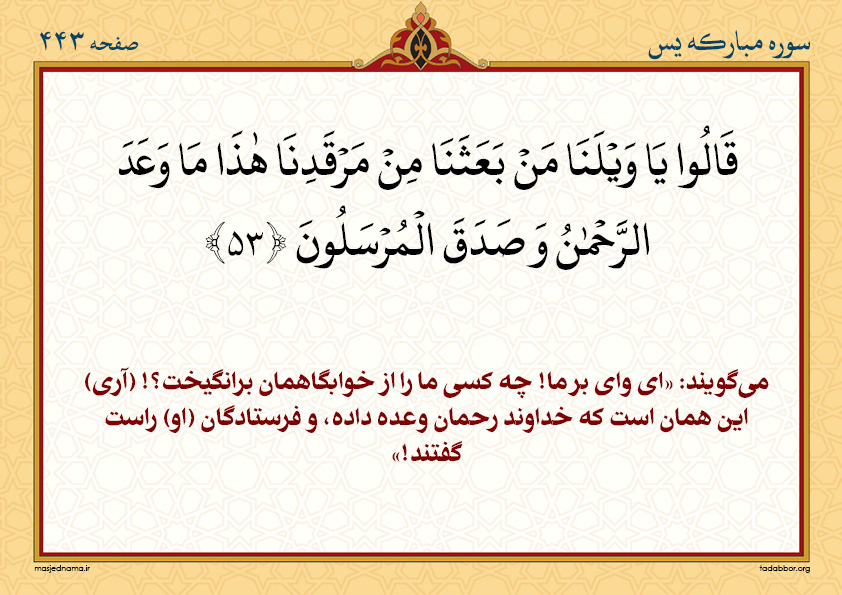 سوره مبارکه یس
صفحه ۴۴۳
قَالُوا یَا وَیْلَنَا مَنْ بَعَثَنَا مِنْ مَرْقَدِنَا هٰذَا مَا وَعَدَ
الرَّحْمٰنُ وَ صَدَقَ الْمُرْسَلُونَ ﴿۵۳﴾
می‌گویند: «ای وای بر ما! چه کسی ما را از خوابگاهمان برانگیخت؟! (آری)
این همان است که خداوند رحمان وعده داده، و فرستادگان (او) راست
گفتند!»
masjednama.ir
tadabbor.org